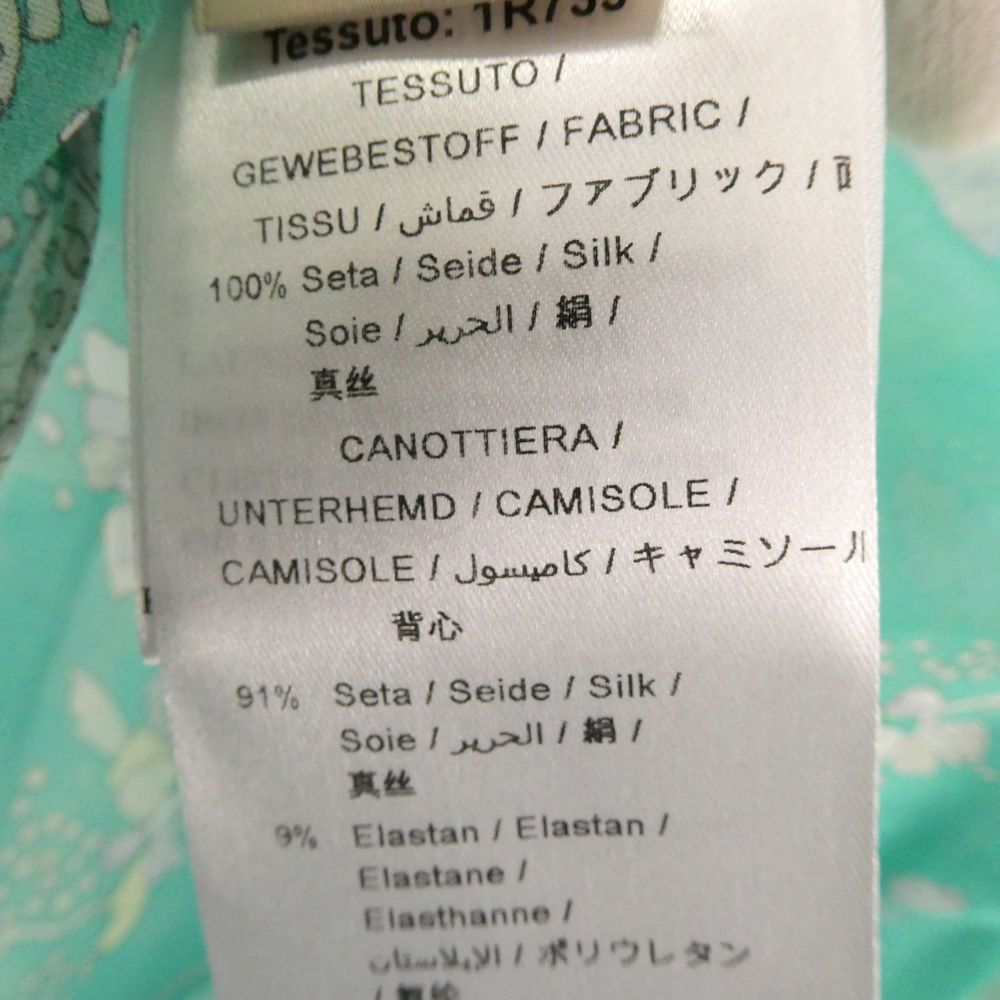 Tessuto: 1R735
TESSUTO /
GEWEBESTOFF / FABRIC /
TISSU / قماش / ファブリック /
100% Seta / Seide / Silk /
Soie / الحرير / 絹 /
真丝
CANOTTIERA /
UNTERHEMD / CAMISOLE /
CAMISOLE / كاميسول / キャミソール
背心
91% Seta / Seide / Silk /
Soie / الحرير / 絹 /
真丝
9% Elastan / Elastan /
Elastane /
Elasthanne /
الإيلاستان / ポリウレタン
/